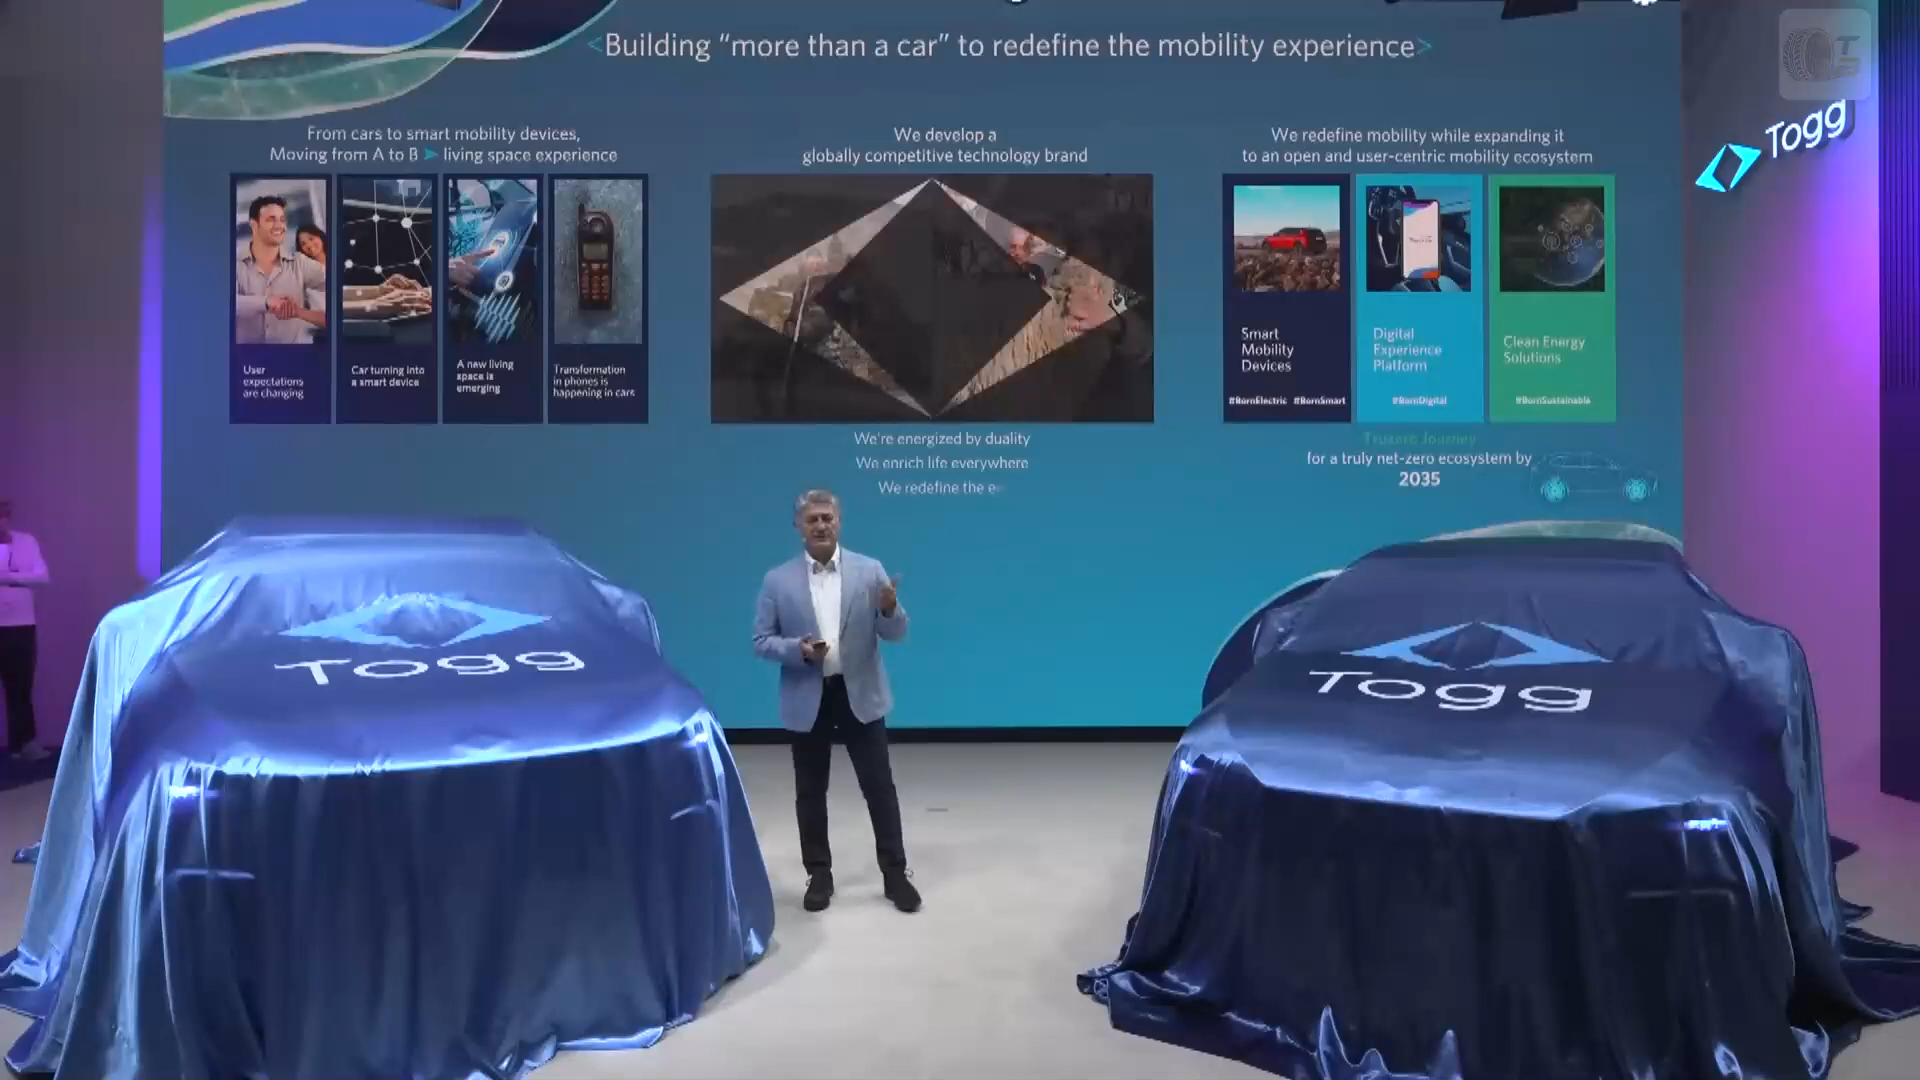 <Building “more than a car” to redefine the mobility experience>
Togg
From cars to smart mobility devices,
Moving from A to B ➤ living space experience
User
expectations
are changing
Car turning into
a smart device
A new living
space is
emerging
Transformation
in phones is
happening in cars
We develop a
globally competitive technology brand
We're energized by duality
We enrich life everywhere
We redefine the e
We redefine mobility while expanding it
to an open and user-centric mobility ecosystem
Smart
Mobility
Devices
#BornElectric #BornSmart
Digital
Experience
Platform
#BornDigital
Clean Energy
Solutions
#BornSustainable
Truzero Journey
for a truly net-zero ecosystem by
2035
Togg
Togg